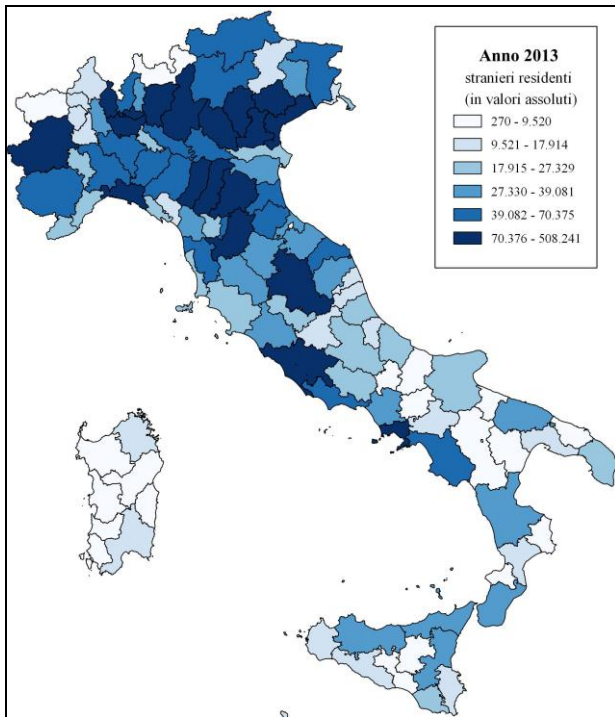 Anno 2013
stranieri residenti
(in valori assoluti)
270 - 9.520
9.521 - 17.914
17.915 - 27.329
27.330 - 39.081
39.082 - 70.375
70.376 - 508.241